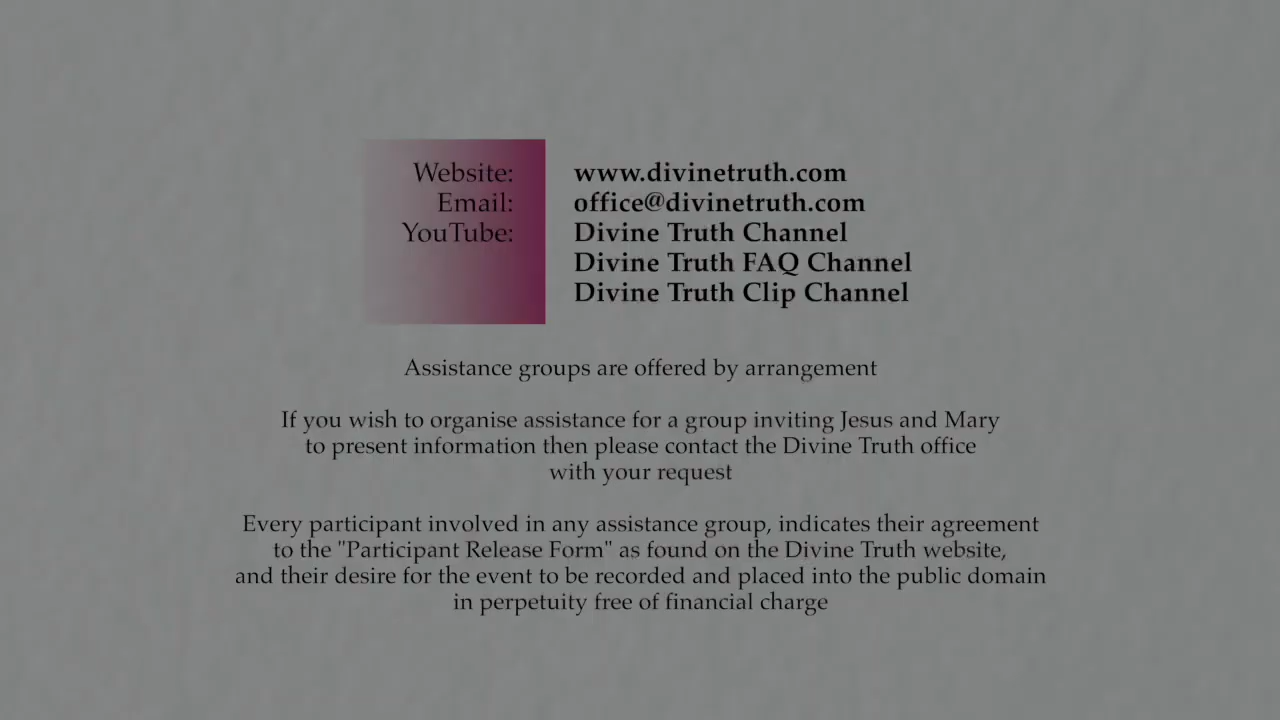 Website: www.divinetruth.com
Email: office@divinetruth.com
YouTube: Divine Truth Channel
Divine Truth FAQ Channel
Divine Truth Clip Channel
Assistance groups are offered by arrangement
If you wish to organise assistance for a group inviting Jesus and Mary
to present information then please contact the Divine Truth office
with your request
Every participant involved in any assistance group, indicates their agreement
to the "Participant Release Form" as found on the Divine Truth website,
and their desire for the event to be recorded and placed into the public domain
in perpetuity free of financial charge